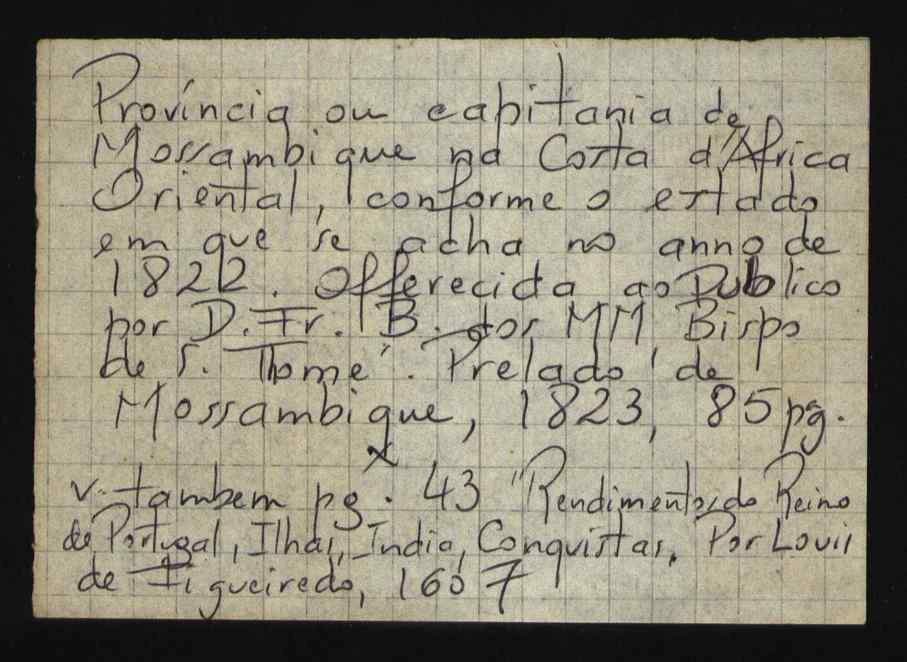 Província ou capitania de
Mossambique na Costa d'Africa
Oriental, conforme o estado
em que se acha no anno de
1822. Offerecida ao Publico
por D. Fr. B. dos MM Bispo
de S. Thomé. Prelado de
Mossambique, 1823, 85 pg.
x
v. tambem pg. 43 "Rendimentos do Reino
de Portugal, Ilhas, India, Conquistas, Por Louis
de Figueiredo, 1607